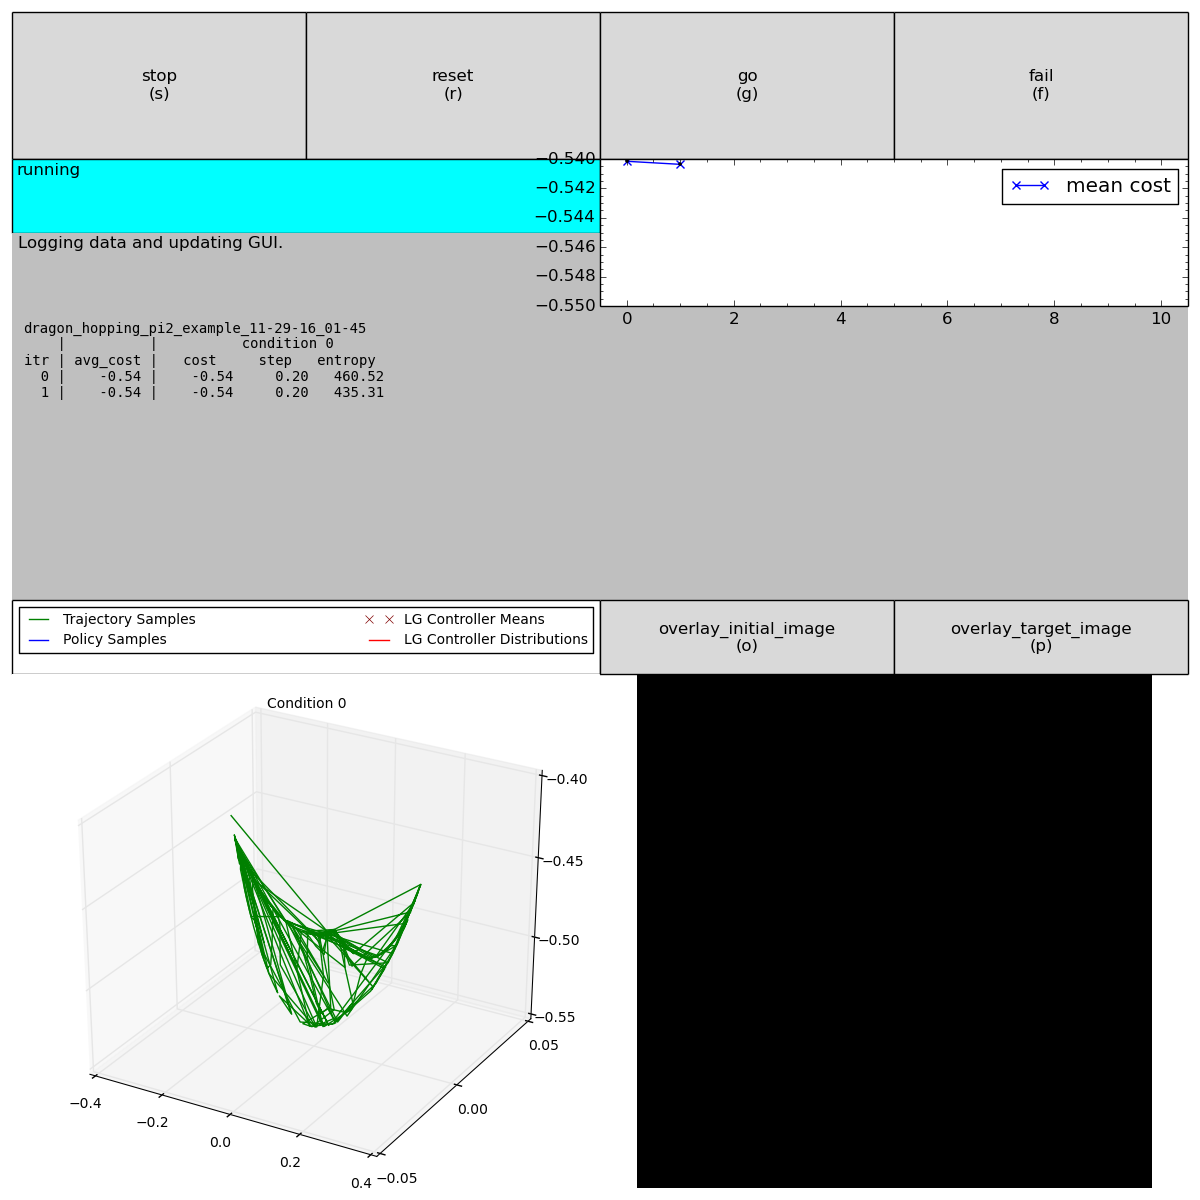 stop
(s)
reset
(r)
go
(g)
fail
(f)
running
−0.540
−0.542
−0.544
−0.546
−0.548
−0.550
mean cost
0 2 4 6 8 10
Logging data and updating GUI.
dragon_hopping_pi2_example_11-29-16_01-45
| | condition 0
itr | avg_cost | cost step entropy
0 | -0.54 | -0.54 0.20 460.52
1 | -0.54 | -0.54 0.20 435.31
Trajectory Samples
Policy Samples
LG Controller Means
LG Controller Distributions
overlay_initial_image
(o)
overlay_target_image
(p)
Condition 0
−0.40
−0.45
−0.50
−0.55
0.05
0.00
−0.05
−0.4
−0.2
0.0
0.2
0.4